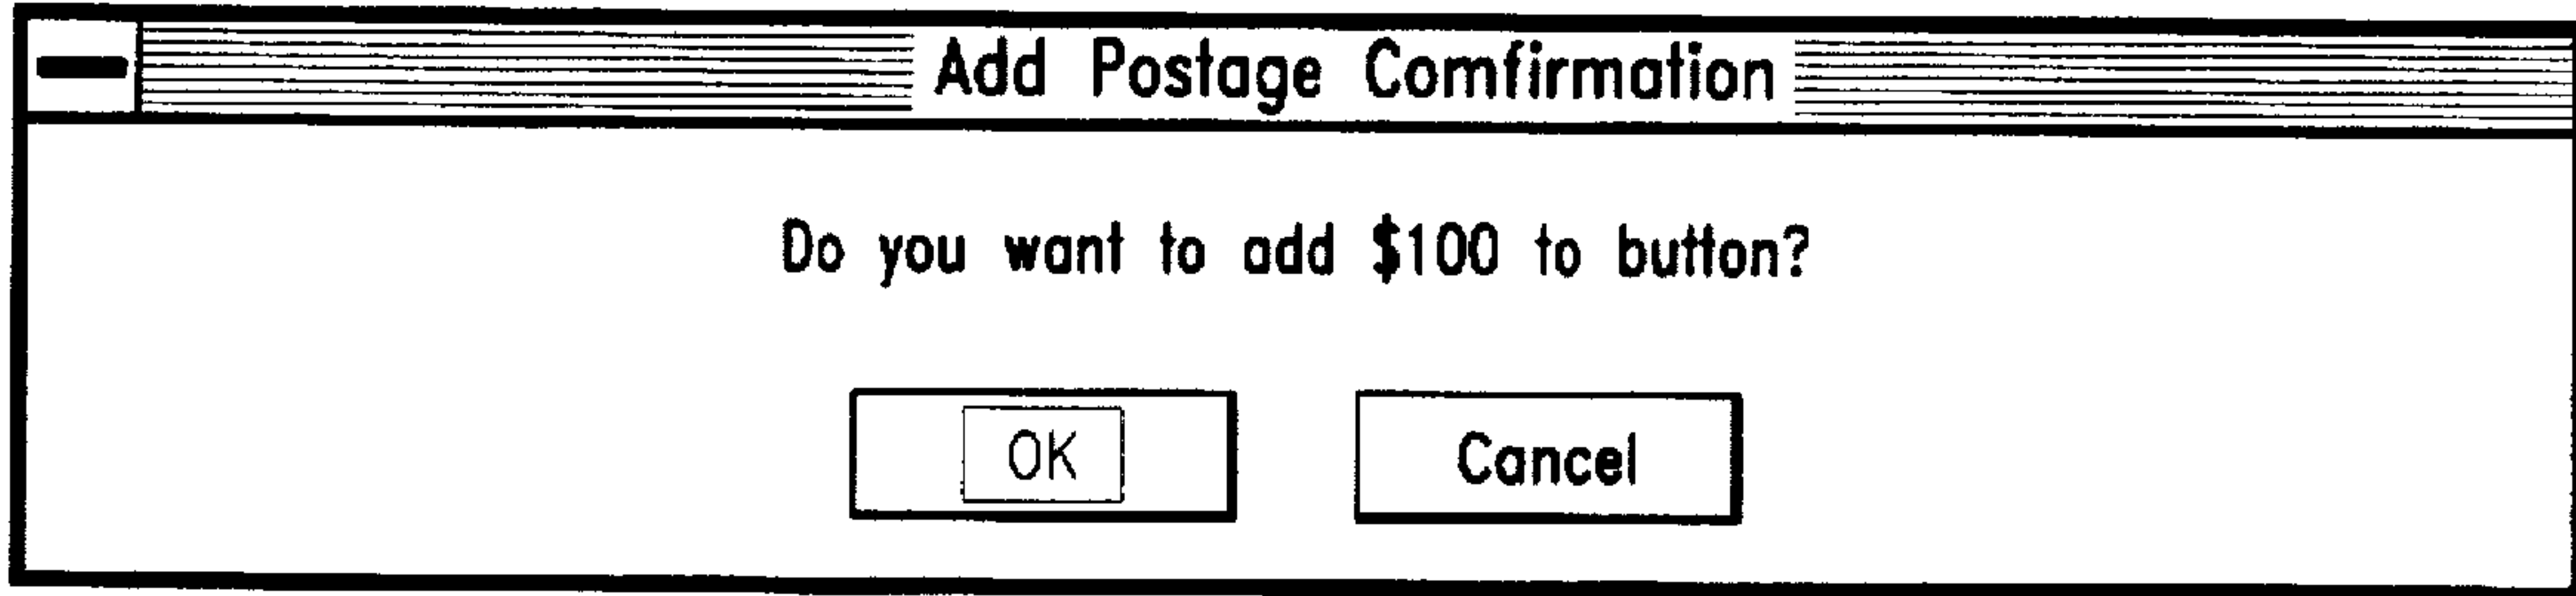 Add Postage Comfirmation
Do you want to add $100 to button?
OK Cancel